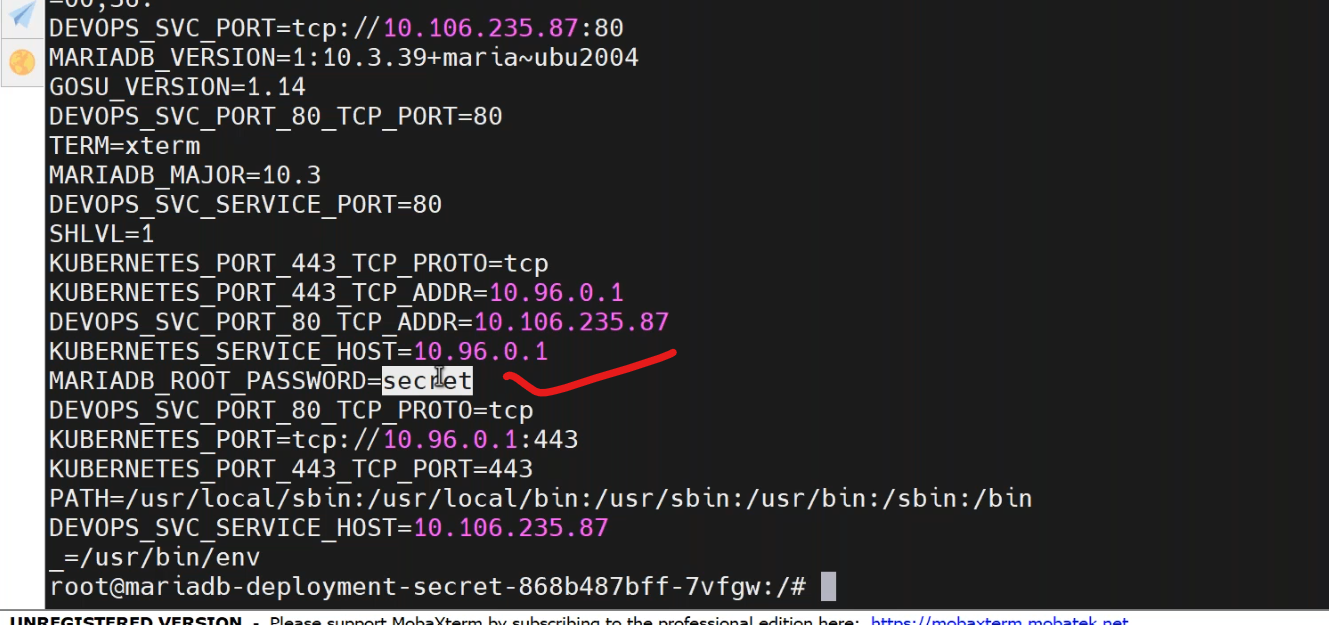 DEVOPS_SVC_PORT=tcp://10.106.235.87:80
MARIADB_VERSION=1:10.3.39+maria~ubu2004
GOSU_VERSION=1.14
DEVOPS_SVC_PORT_80_TCP_PORT=80
TERM=xterm
MARIADB_MAJOR=10.3
DEVOPS_SVC_SERVICE_PORT=80
SHLVL=1
KUBERNETES_PORT_443_TCP_PROTO=tcp
KUBERNETES_PORT_443_TCP_ADDR=10.96.0.1
DEVOPS_SVC_PORT_80_TCP_ADDR=10.106.235.87
KUBERNETES_SERVICE_HOST=10.96.0.1
MARIADB_ROOT_PASSWORD=secret
DEVOPS_SVC_PORT_80_TCP_PROTO=tcp
KUBERNETES_PORT=tcp://10.96.0.1:443
KUBERNETES_PORT_443_TCP_PORT=443
PATH=/usr/local/sbin:/usr/local/bin:/usr/sbin:/usr/bin:/sbin:/bin
DEVOPS_SVC_SERVICE_HOST=10.106.235.87
_=/usr/bin/env
root@mariadb-deployment-secret-868b487bff-7vfgw:/#
UNREGISTERED VERSION - Please support MobaXterm by subscribing to the professional edition here: https://mobaxterm.mobatek.net